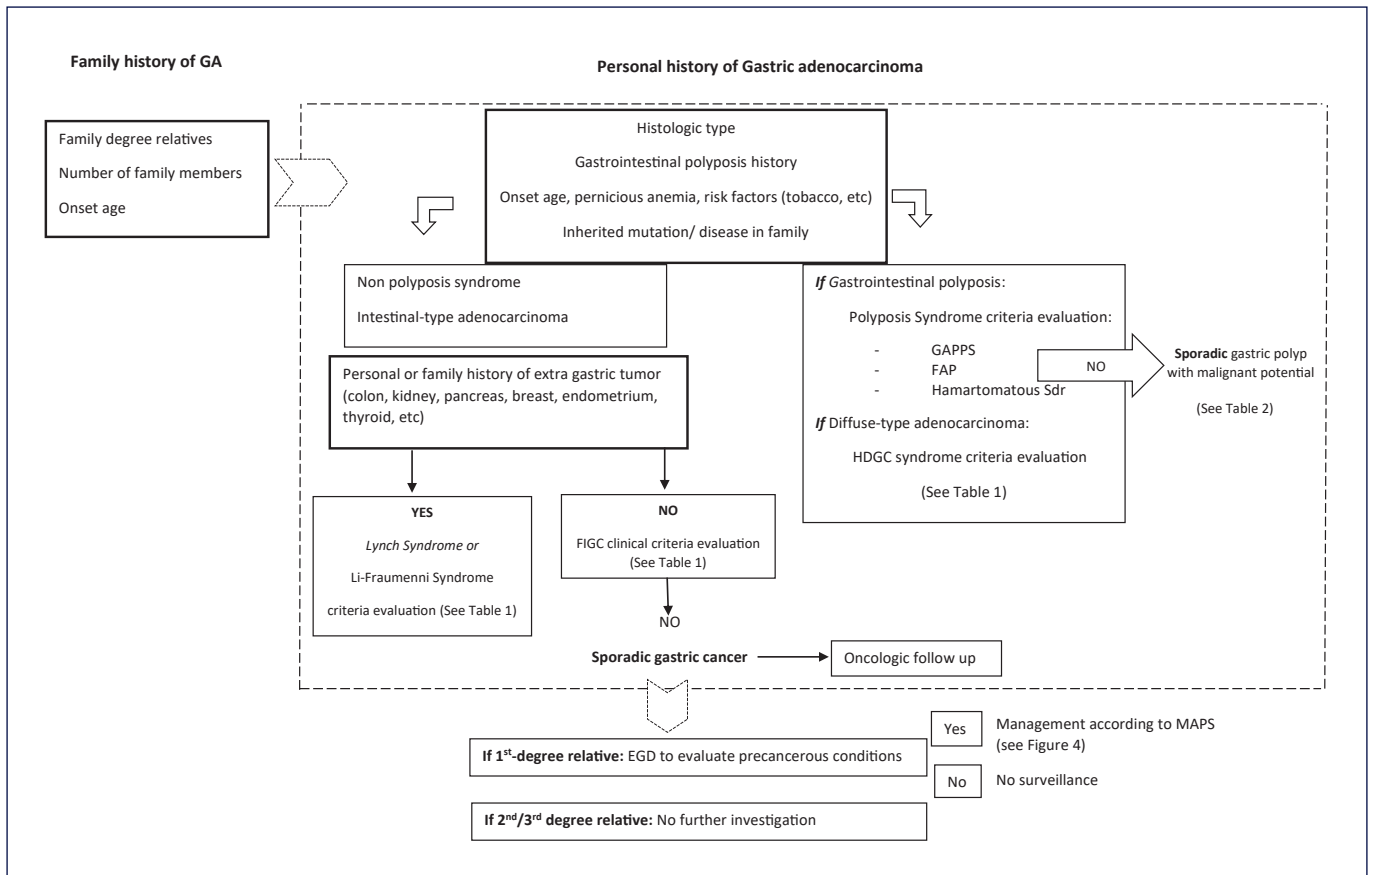 Family history of GA
Personal history of Gastric adenocarcinoma
Family degree relatives
Number of family members
Onset age
Histologic type
Gastrointestinal polyposis history
Onset age, pernicious anemia, risk factors (tobacco, etc)
Inherited mutation/ disease in family
Non polyposis syndrome
Intestinal-type adenocarcinoma
Personal or family history of extra gastric tumor
(colon, kidney, pancreas, breast, endometrium,
thyroid, etc)
YES
Lynch Syndrome or
Li-Fraumenni Syndrome
criteria evaluation (See Table 1)
NO
FIGC clinical criteria evaluation
(See Table 1)
NO
If Gastrointestinal polyposis:
Polyposis Syndrome criteria evaluation:
- GAPPS
- FAP
- Hamartomatous Sdr
If Diffuse-type adenocarcinoma:
HDGC syndrome criteria evaluation
(See Table 1)
NO
Sporadic gastric polyp
with malignant potential
(See Table 2)
Sporadic gastric cancer
Oncologic follow up
If 1st-degree relative: EGD to evaluate precancerous conditions
Yes
Management according to MAPS
(see Figure 4)
No
No surveillance
If 2nd/3rd degree relative: No further investigation